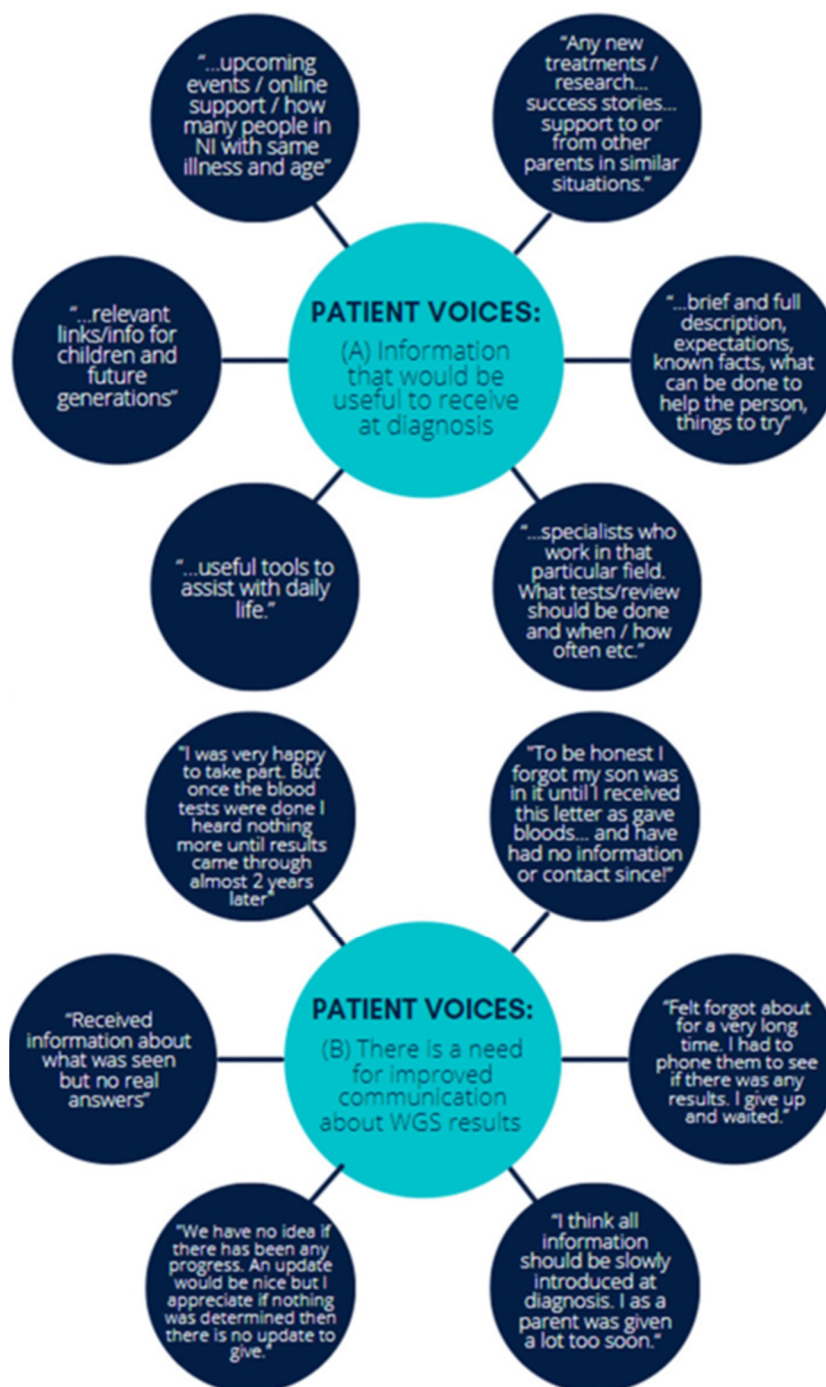 “...upcoming
events / online
support / how
many people in
NI with same
illness and age”
“Any new
treatments /
research...
success stories...
support to or
from other
parents in similar
situations.”
PATIENT VOICES:
(A) Information
that would be
useful to receive
at diagnosis
“...relevant
links/info for
children and
future
generations”
“...brief and full
description,
expectations,
known facts, what
can be done to
help the person,
things to try”
“...useful tools to
assist with daily
life.”
“...specialists who
work in that
particular field.
What tests/review
should be done
and when / how
often etc.”
“I was very happy
to take part. But
once the blood
tests were done I
heard nothing
more until results
came through
almost 2 years
later”
“To be honest I
forgot my son was
in it until I received
this letter as gave
bloods... and have
had no information
or contact since!”
PATIENT VOICES:
(B) There is a need
for improved
communication
about WGS results
“Received
information about
what was seen
but no real
answers”
“Felt forgot about
for a very long
time. I had to
phone them to see
if there was any
results. I give up
and waited.”
“We have no idea if
there has been any
progress. An update
would be nice but I
appreciate if nothing
was determined then
there is no update to
give.”
“I think all
information
should be slowly
introduced at
diagnosis. I as a
parent was given
a lot too soon.”